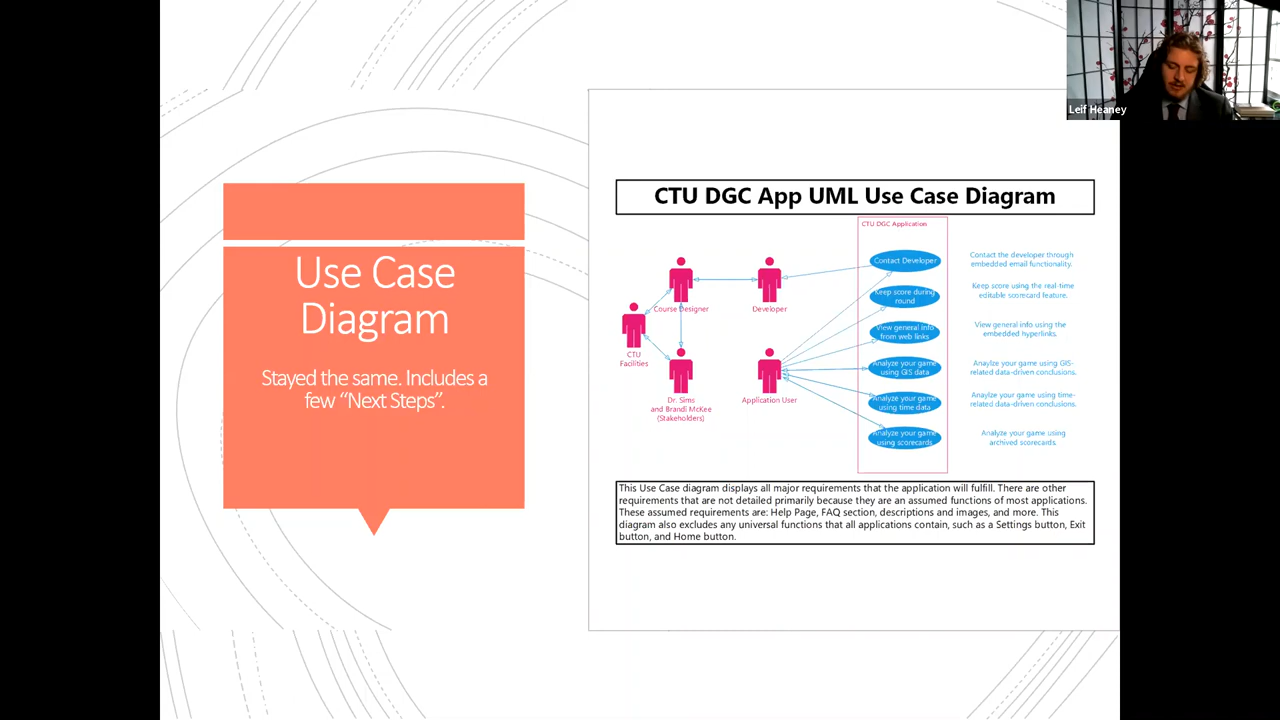 Leif Heaney
Use Case
Diagram
Stayed the same. Includes a
few “Next Steps”.
CTU DGC App UML Use Case Diagram
CTU DGC Application
Course Designer
Developer
CTU
Facilities
Dr. Sims
and Brandi McKee
(Stakeholders)
Application User
Contact Developer
Keep score during
round
View general info
from web links
Analyze your game
using GIS data
Analyze your game
using time data
Analyze your game
using scorecards
Contact the developer through
embedded email functionality.
Keep score using the real-time
editable scorecard feature.
View general info using the
embedded hyperlinks.
Anaylze your game using GIS-
related data-driven conclusions.
Anaylze your game using time-
related data-driven conclusions.
Analyze your game using
archived scorecards.
This Use Case diagram displays all major requirements that the application will fulfill. There are other
requirements that are not detailed primarily because they are an assumed functions of most applications.
These assumed requirements are: Help Page, FAQ section, descriptions and images, and more. This
diagram also excludes any universal functions that all applications contain, such as a Settings button, Exit
button, and Home button.